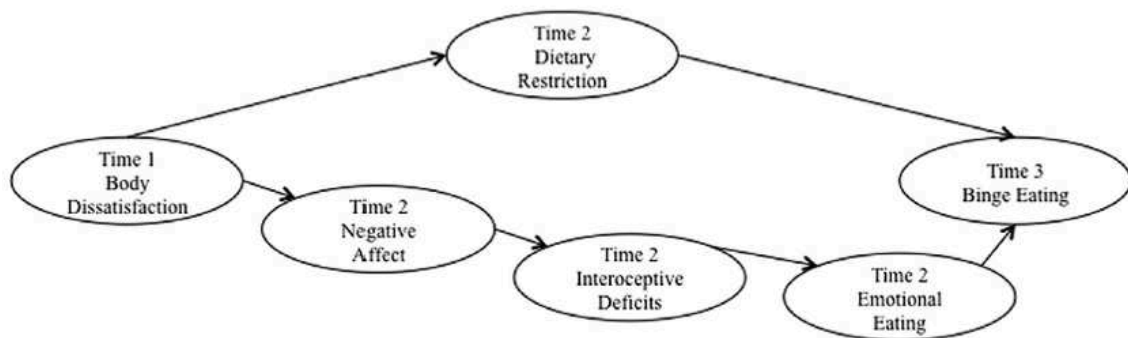 Time 2
Dietary
Restriction
Time 1
Body
Dissatisfaction
Time 2
Negative
Affect
Time 2
Interoceptive
Deficits
Time 2
Emotional
Eating
Time 3
Binge Eating